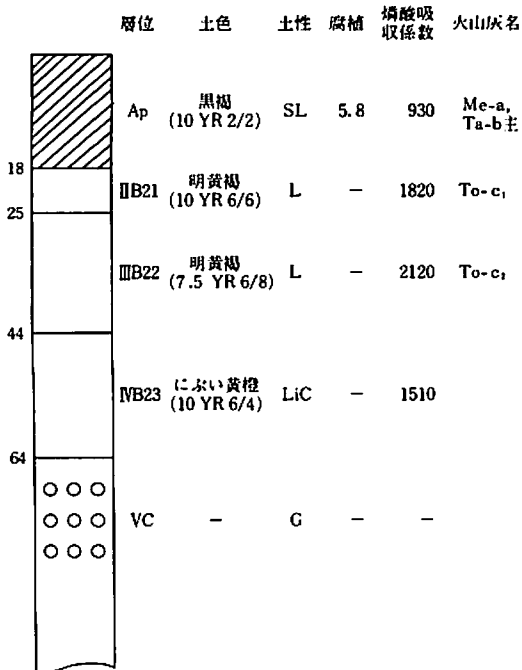 層位 土色 土性 腐植 燐酸吸収係数 火山灰名
Ap 黒褐 (10 YR 2/2) SL 5.8 930 Me-a, Ta-b主
18
ⅡB21 明黄褐 (10 YR 6/6) L － 1820 To-c₁
25
ⅢB22 明黄褐 (7.5 YR 6/8) L － 2120 To-c₂
44
ⅣB23 にぶい黄橙 (10 YR 6/4) LiC － 1510
64
VC － G － －